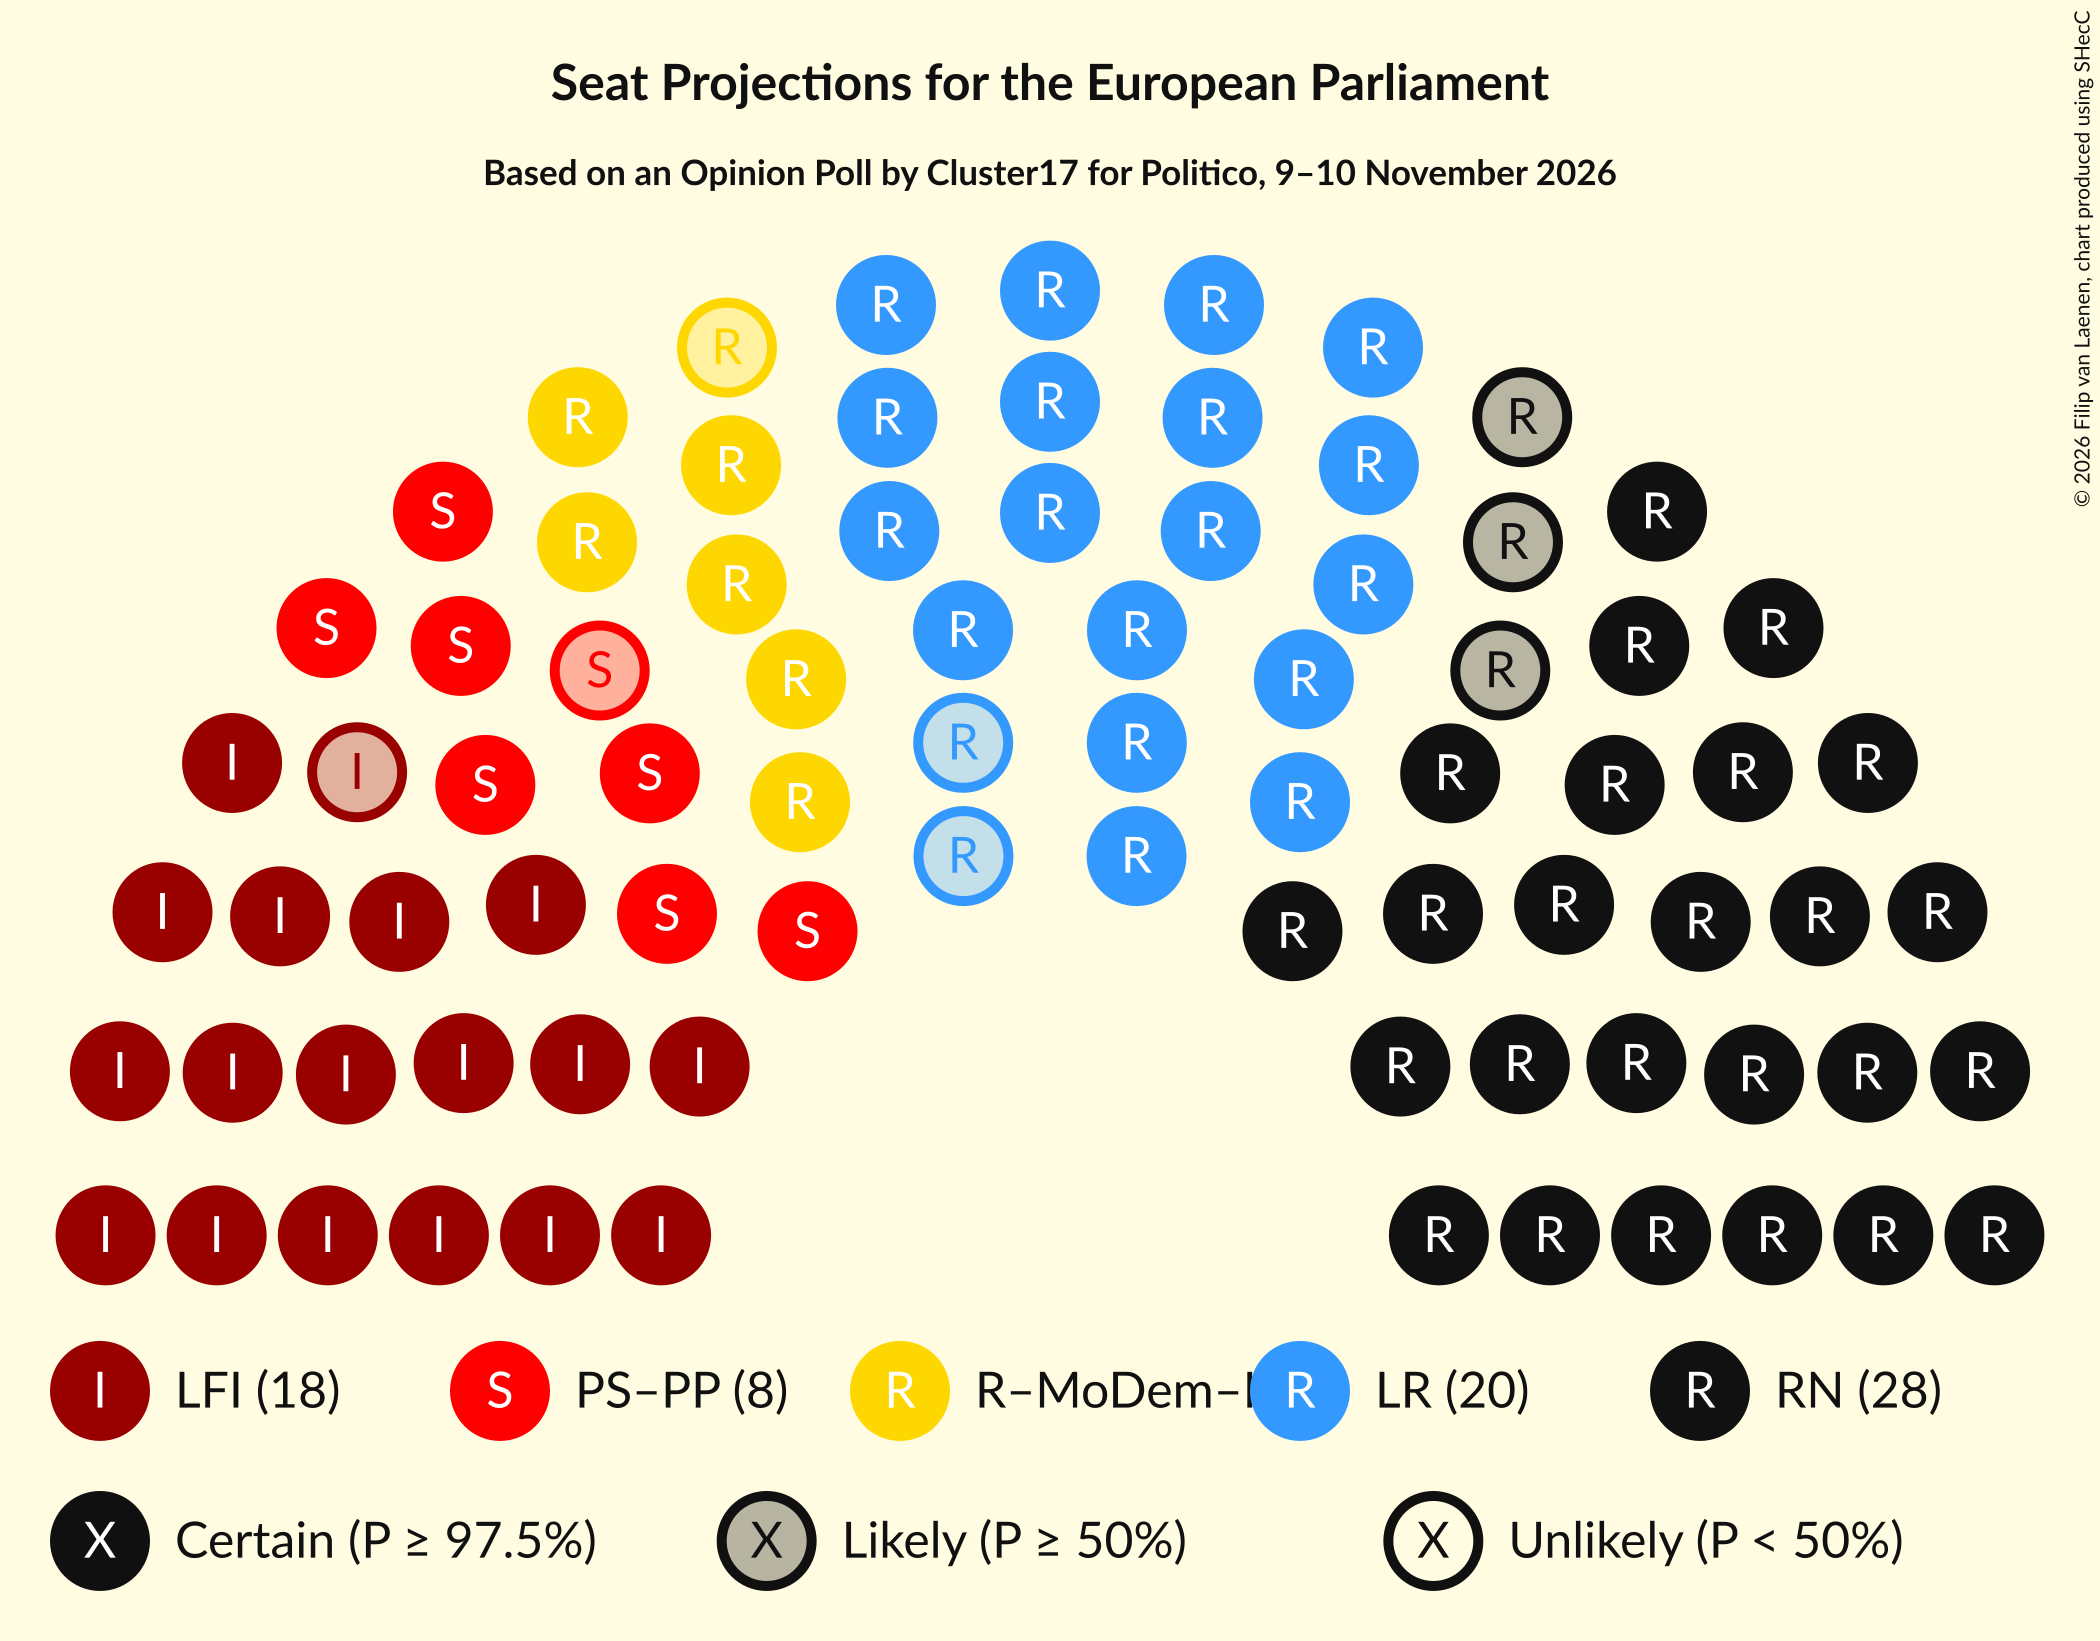 Seat Projections for the European Parliament
Based on an Opinion Poll by Cluster17 for Politico, 9–10 November 2026
© 2026 Filip van Laenen, chart produced using SHecC
R R R R
R R
R R R R R
R R R
S R R R R R
R R R R
S S S R R R R
R R R R
I I S S R R R R R R R R
I I I I S S R R R R R R R R
I I I I I I R R R R R R
I I I I I I R R R R R R
I LFI (18) S PS–PP (8) R R–MoDem– R LR (20) R RN (28)
X Certain (P ≥ 97.5%) X Likely (P ≥ 50%) X Unlikely (P < 50%)